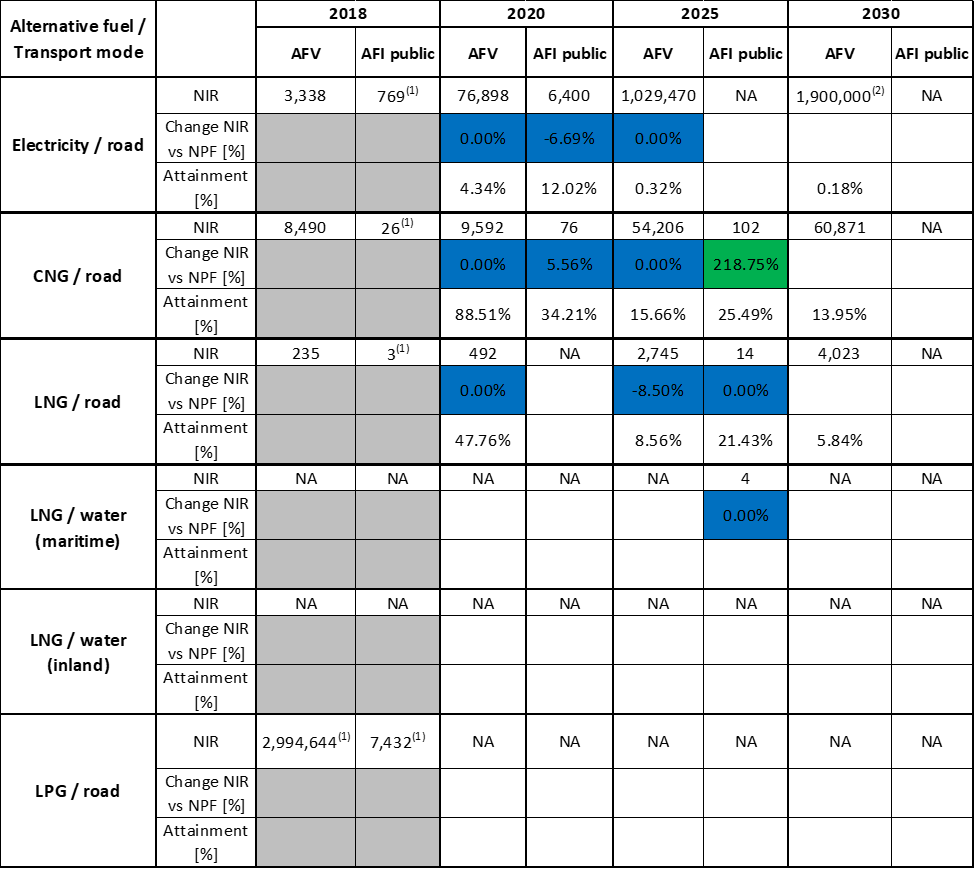 Alternative fuel / Transport mode 2018 2020 2025 2030
AFV AFI public AFV AFI public AFV AFI public AFV AFI public
Electricity / road
NIR 3,338 769(1) 76,898 6,400 1,029,470 NA 1,900,000(2) NA
Change NIR vs NPF [%] 0.00% -6.69% 0.00%
Attainment [%] 4.34% 12.02% 0.32% 0.18%
CNG / road
NIR 8,490 26(1) 9,592 76 54,206 102 60,871 NA
Change NIR vs NPF [%] 0.00% 5.56% 0.00% 218.75%
Attainment [%] 88.51% 34.21% 15.66% 25.49% 13.95%
LNG / road
NIR 235 3(1) 492 NA 2,745 14 4,023 NA
Change NIR vs NPF [%] 0.00% -8.50% 0.00%
Attainment [%] 47.76% 8.56% 21.43% 5.84%
LNG / water (maritime)
NIR NA NA NA NA NA 4 NA NA
Change NIR vs NPF [%] 0.00%
Attainment [%]
LNG / water (inland)
NIR NA NA NA NA NA NA NA NA
Change NIR vs NPF [%]
Attainment [%]
LPG / road
NIR 2,994,644(1) 7,432(1) NA NA NA NA NA NA
Change NIR vs NPF [%]
Attainment [%]